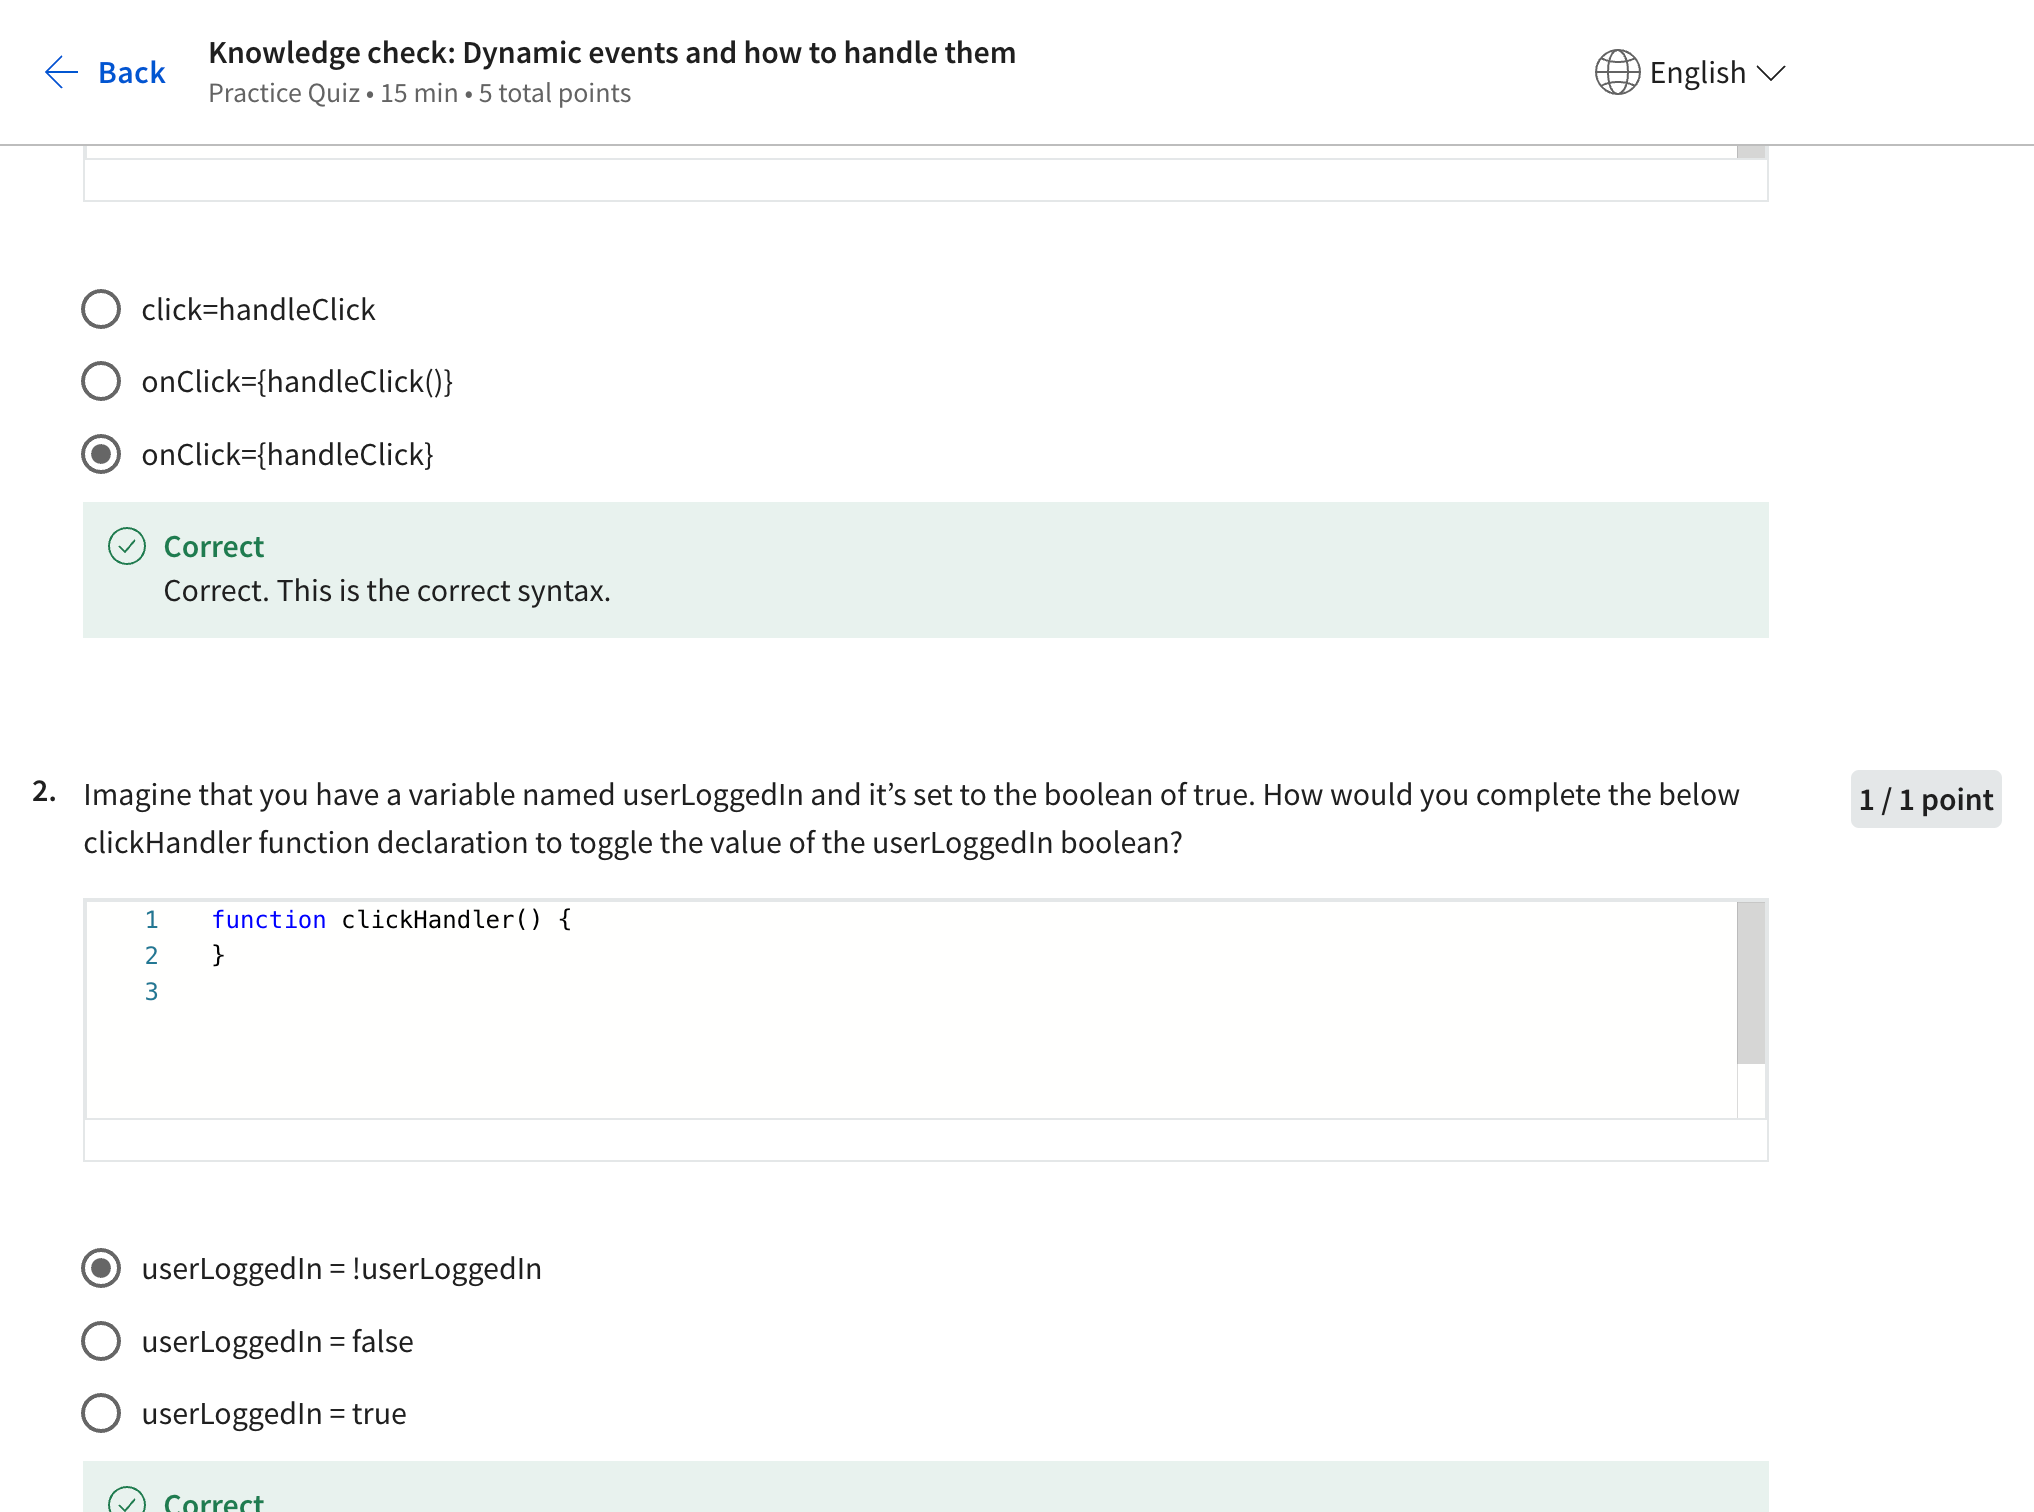 Back
Knowledge check: Dynamic events and how to handle them
Practice Quiz • 15 min • 5 total points
English
click=handleClick
onClick={handleClick()}
onClick={handleClick}
Correct
Correct. This is the correct syntax.
2.
Imagine that you have a variable named userLoggedIn and it’s set to the boolean of true. How would you complete the below
clickHandler function declaration to toggle the value of the userLoggedIn boolean?
1 / 1 point
1 function clickHandler() {
2 }
3
userLoggedIn = !userLoggedIn
userLoggedIn = false
userLoggedIn = true
Correct